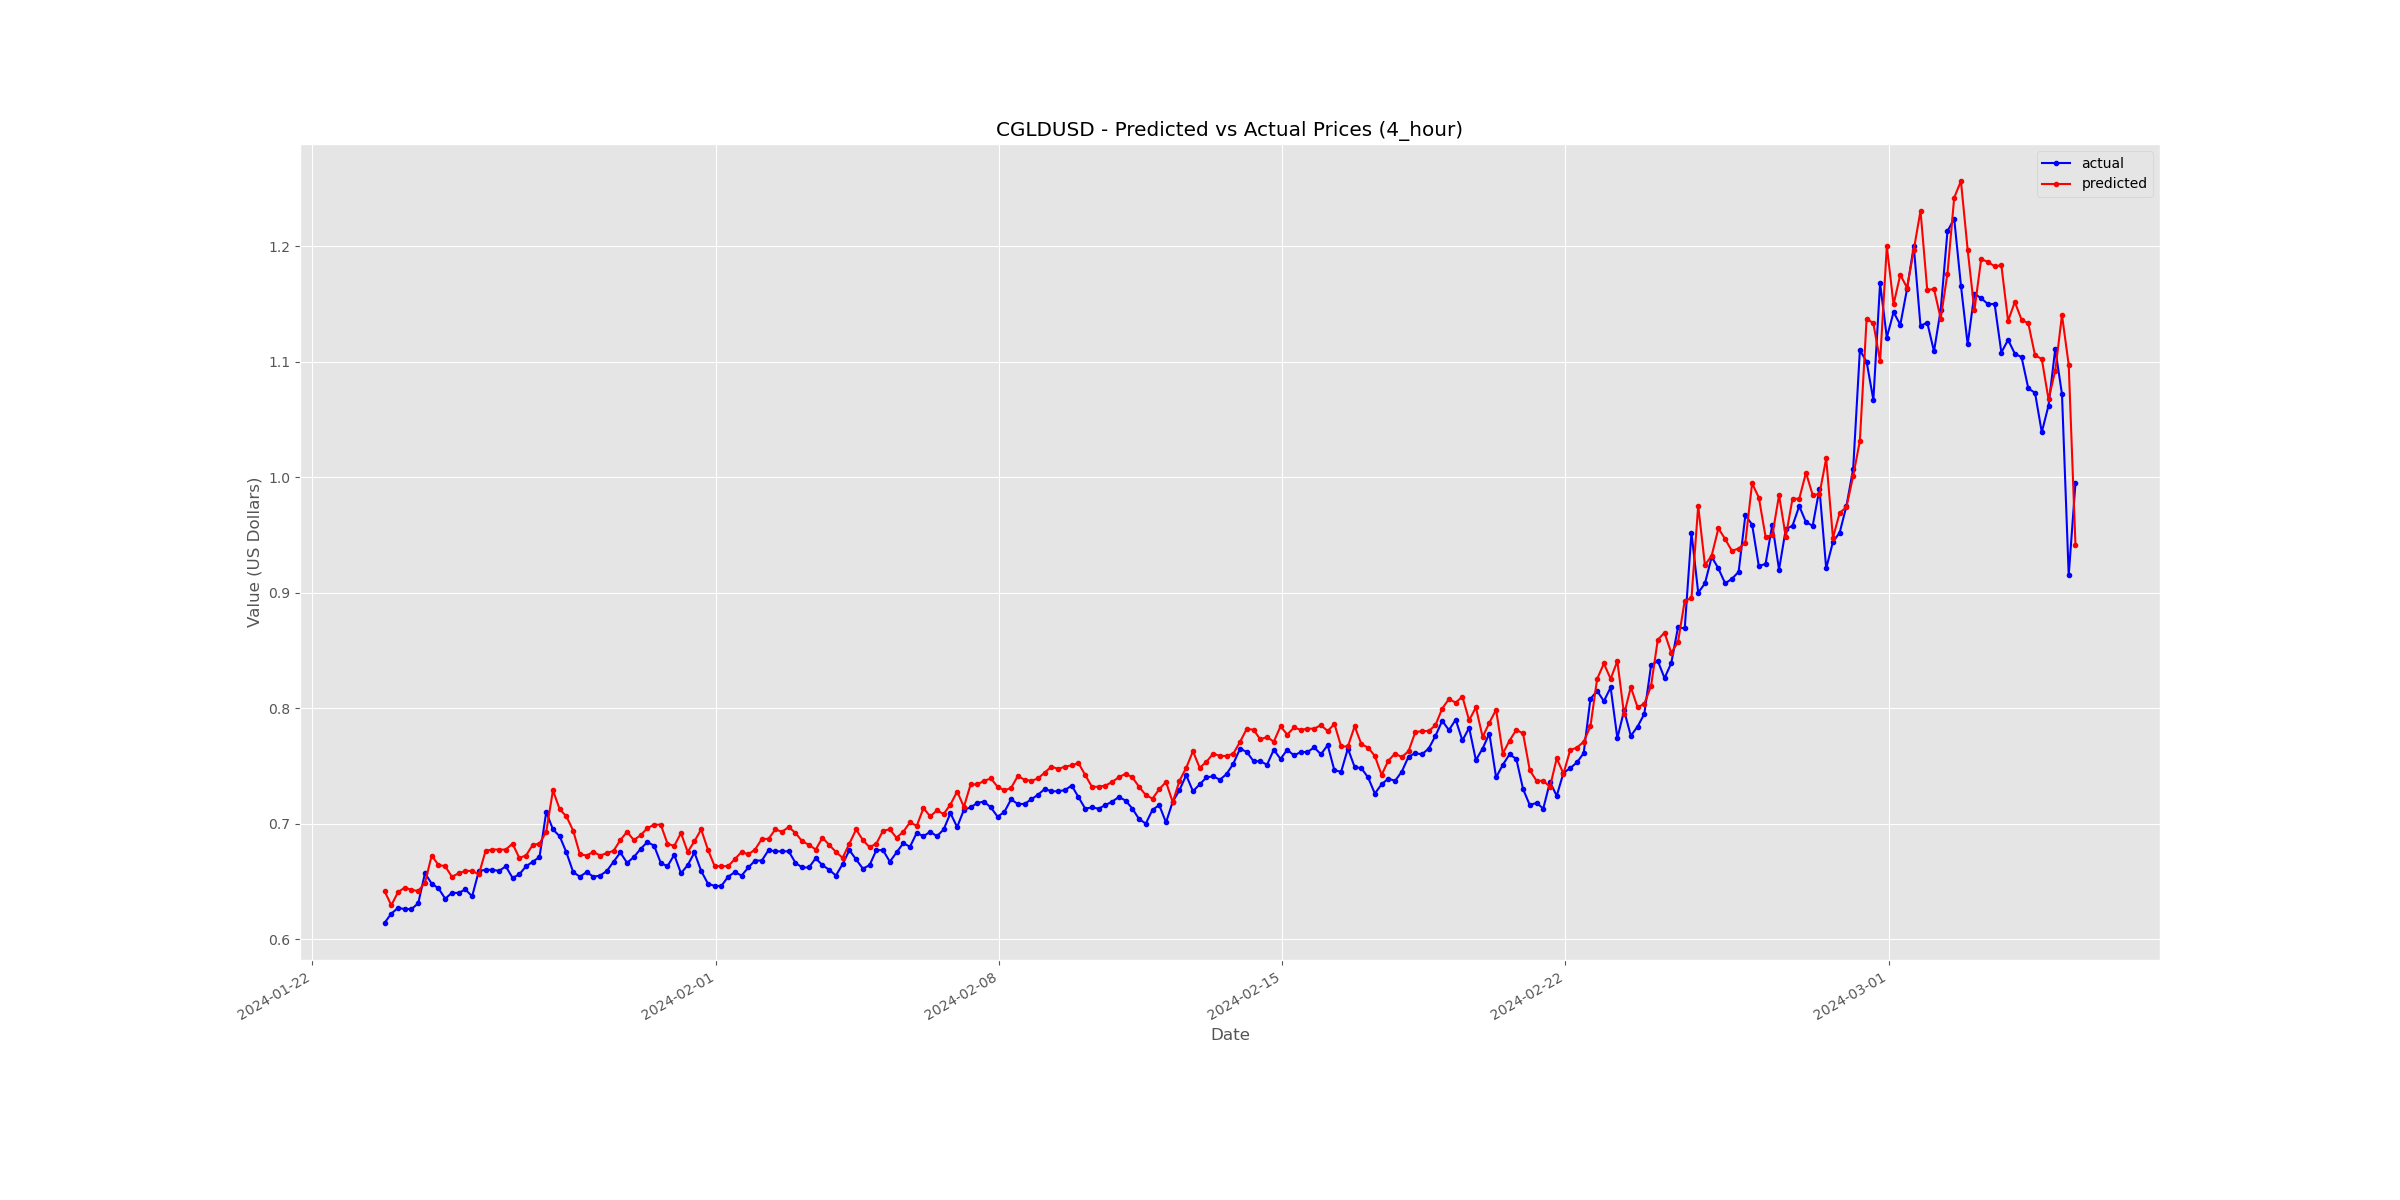 CGLDUSD - Predicted vs Actual Prices (4_hour)
actual
predicted
Value (US Dollars)
1.2
1.1
1.0
0.9
0.8
0.7
0.6
2024-01-22
2024-02-01
2024-02-08
2024-02-15
2024-02-22
2024-03-01
Date